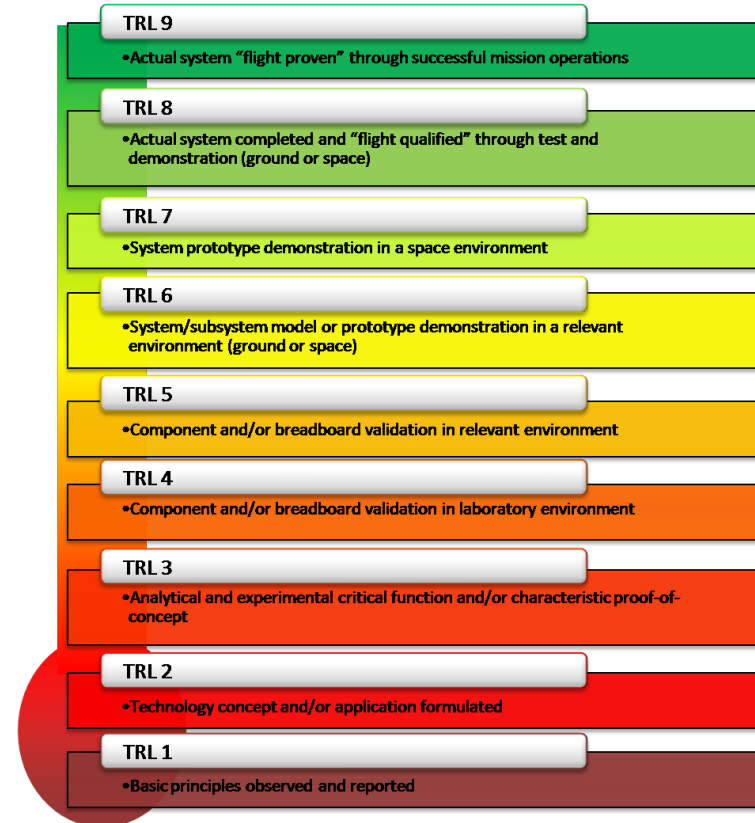 TRL 9
•Actual system “flight proven” through successful mission operations
TRL 8
•Actual system completed and “flight qualified” through test and
demonstration (ground or space)
TRL 7
•System prototype demonstration in a space environment
TRL 6
•System/subsystem model or prototype demonstration in a relevant
environment (ground or space)
TRL 5
•Component and/or breadboard validation in relevant environment
TRL 4
•Component and/or breadboard validation in laboratory environment
TRL 3
•Analytical and experimental critical function and/or characteristic proof-of-
concept
TRL 2
•Technology concept and/or application formulated
TRL 1
•Basic principles observed and reported